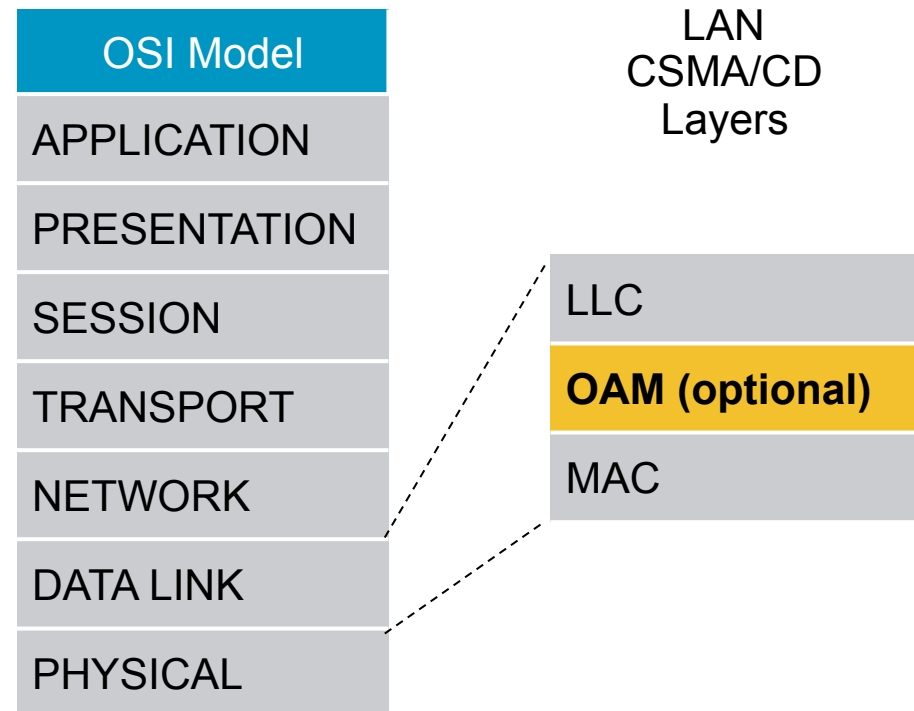 OSI Model
APPLICATION
PRESENTATION
SESSION
TRANSPORT
NETWORK
DATA LINK
PHYSICAL
LAN
CSMA/CD
Layers
LLC
OAM (optional)
MAC